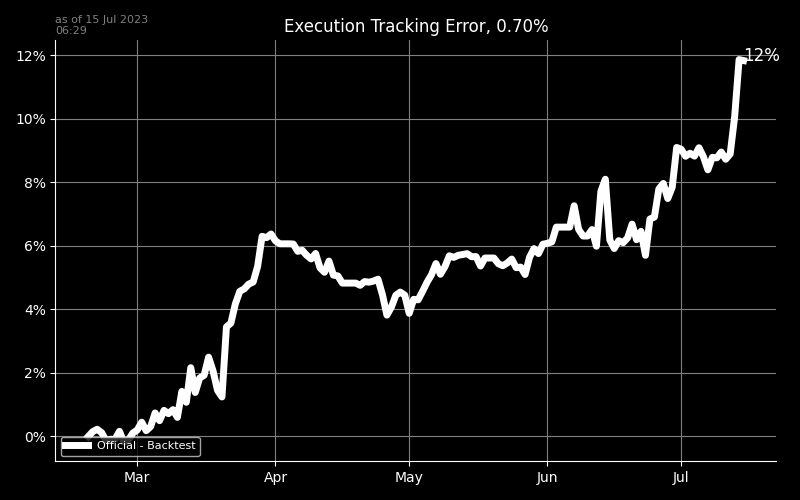 as of 15 Jul 2023
06:29
Execution Tracking Error, 0.70%
12%
12%
10%
8%
6%
4%
2%
0%
Official - Backtest
Mar Apr May Jun Jul